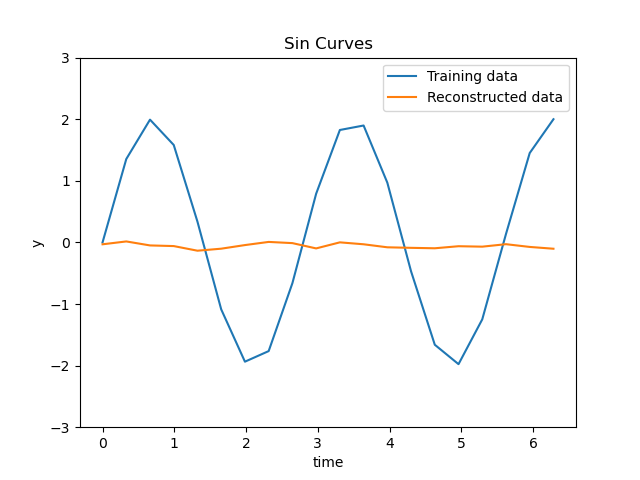 Sin Curves
Training data
Reconstructed data
3
2
1
0
−1
−2
−3
y
0 1 2 3 4 5 6
time